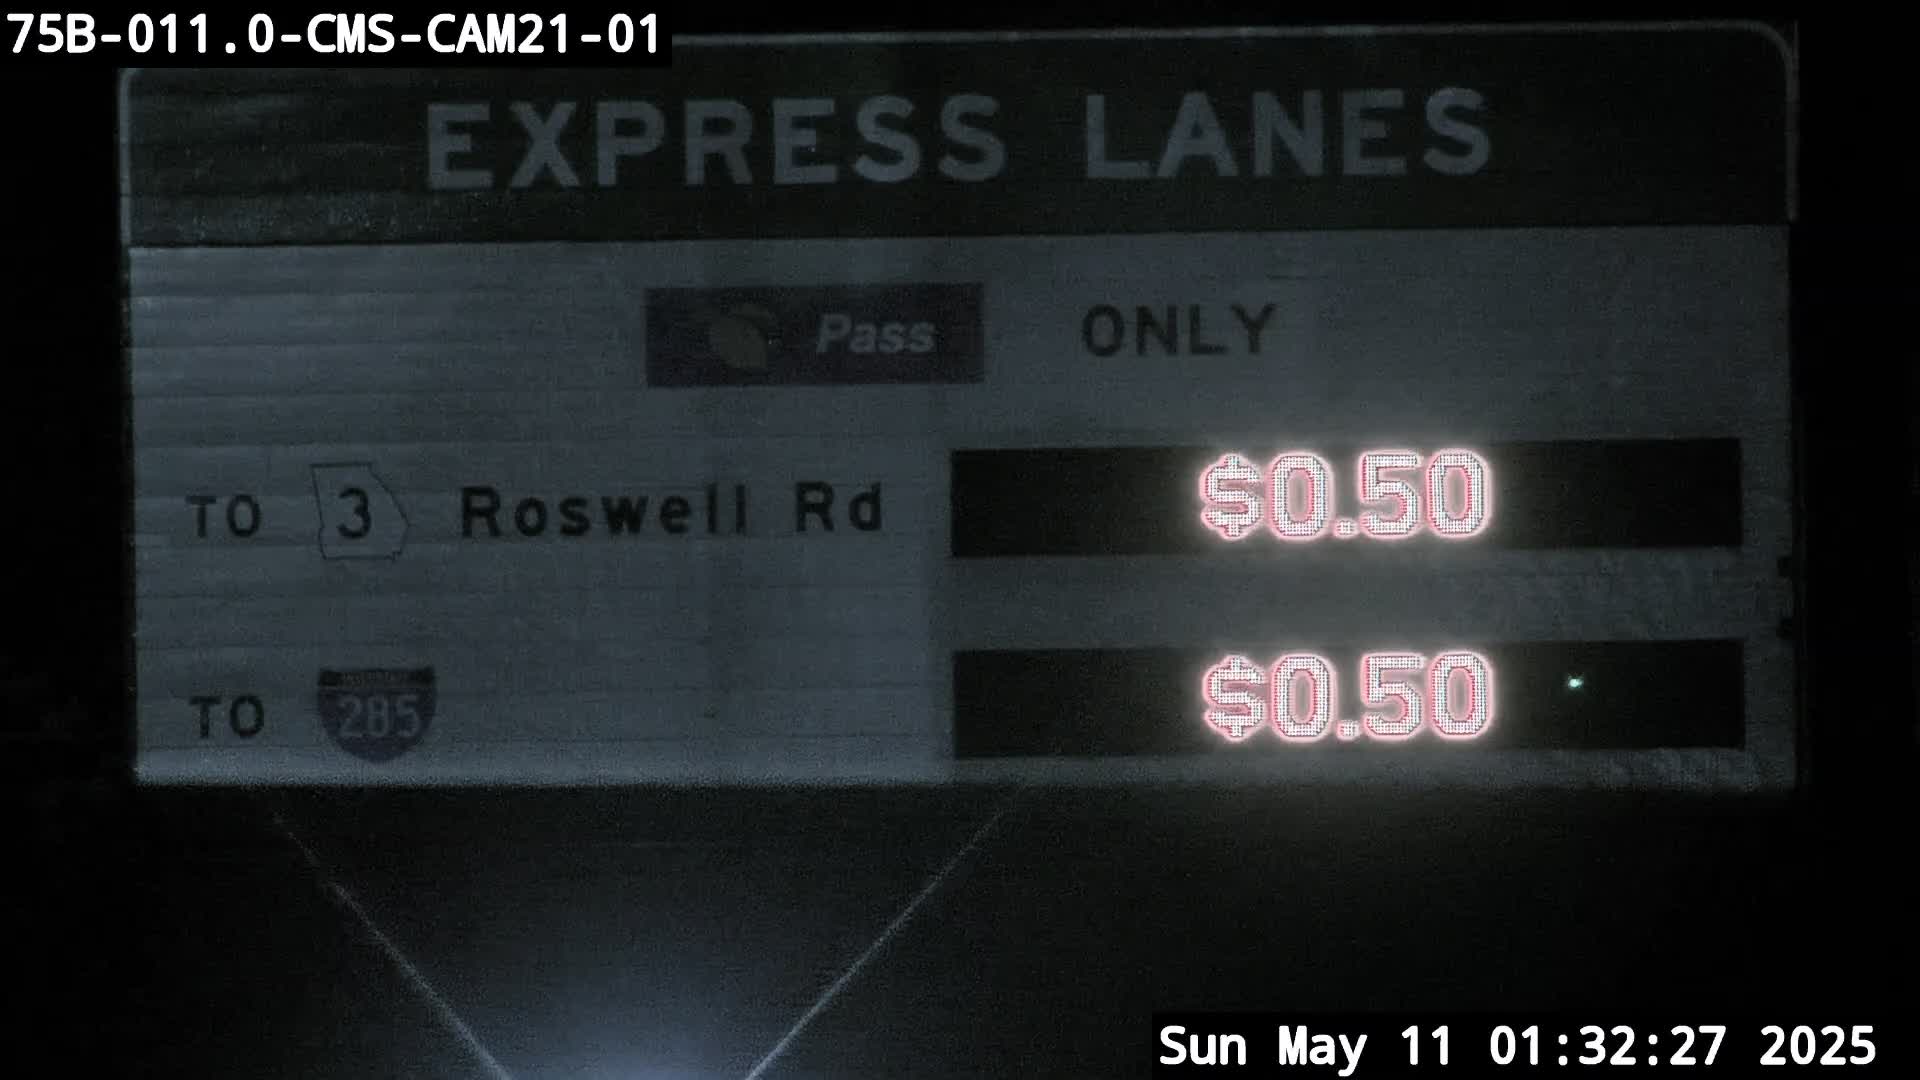 75B-011.0-CMS-CAM21-01
EXPRESS LANES
Pass ONLY
TO 3 Roswell Rd $0.50
TO INTERSTATE 285 $0.50
Sun May 11 01:32:27 2025